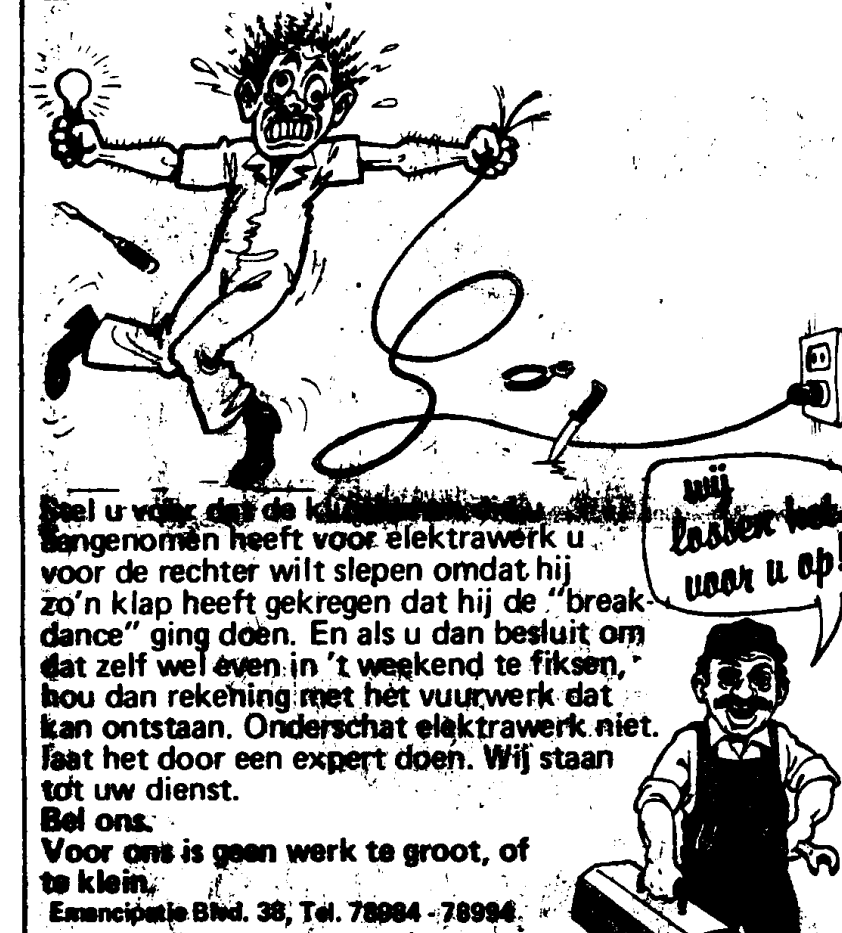 Stel u voor dat de
aangenomen heeft voor elektrawerk u
voor de rechter wilt slepen omdat hij
zo'n klap heeft gekregen dat hij de "break-
dance" ging doen. En als u dan besluit om
dat zelf wel even in 't weekend te fiksen,
hou dan rekening met het vuurwerk dat
kan ontstaan. Onderschat elektrawerk niet.
laat het door een expert doen. Wij staan
tot uw dienst.
Bel ons.
Voor ons is geen werk te groot, of
te klein.
Emancipatie Blvd. 38, Tel. 78984 - 78994
wij
lossen het
voor u op!